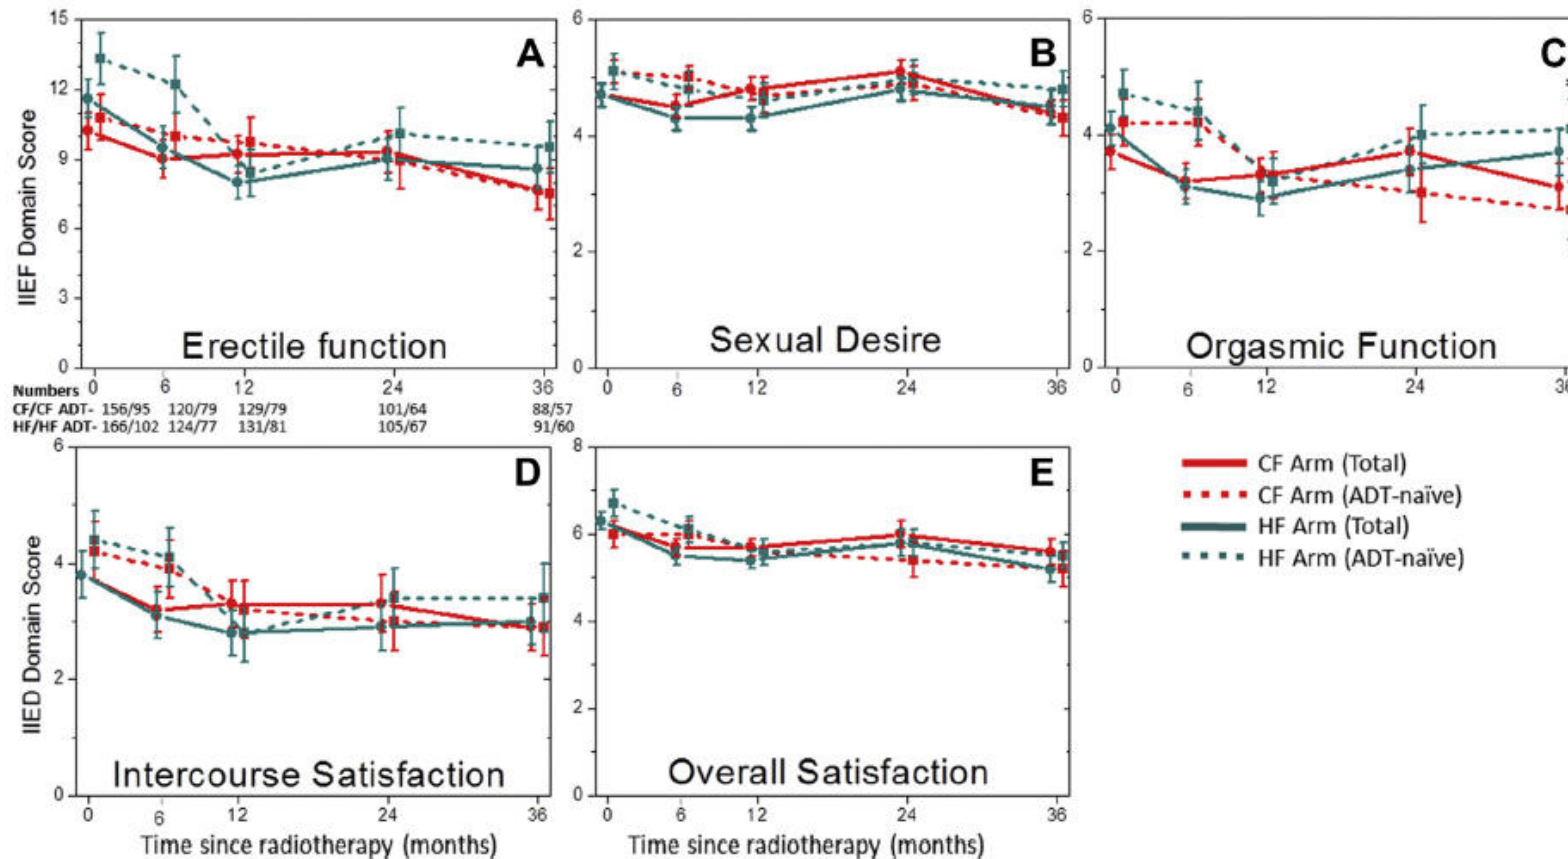 15
12
9
6
3
0
IIEF Domain Score
A
Erectile function
0 6 12 24 36
6
4
2
0
B
Sexual Desire
0 6 12 24 36
6
4
2
0
C
Orgasmic Function
0 6 12 24 36
Numbers
CF/CF ADT- 156/95 120/79 129/79 101/64 88/57
HF/HF ADT- 166/102 124/77 131/81 105/67 91/60
6
4
2
0
IIED Domain Score
D
Intercourse Satisfaction
0 6 12 24 36
Time since radiotherapy (months)
8
6
4
2
0
E
Overall Satisfaction
0 6 12 24 36
Time since radiotherapy (months)
CF Arm (Total)
CF Arm (ADT-naïve)
HF Arm (Total)
HF Arm (ADT-naïve)